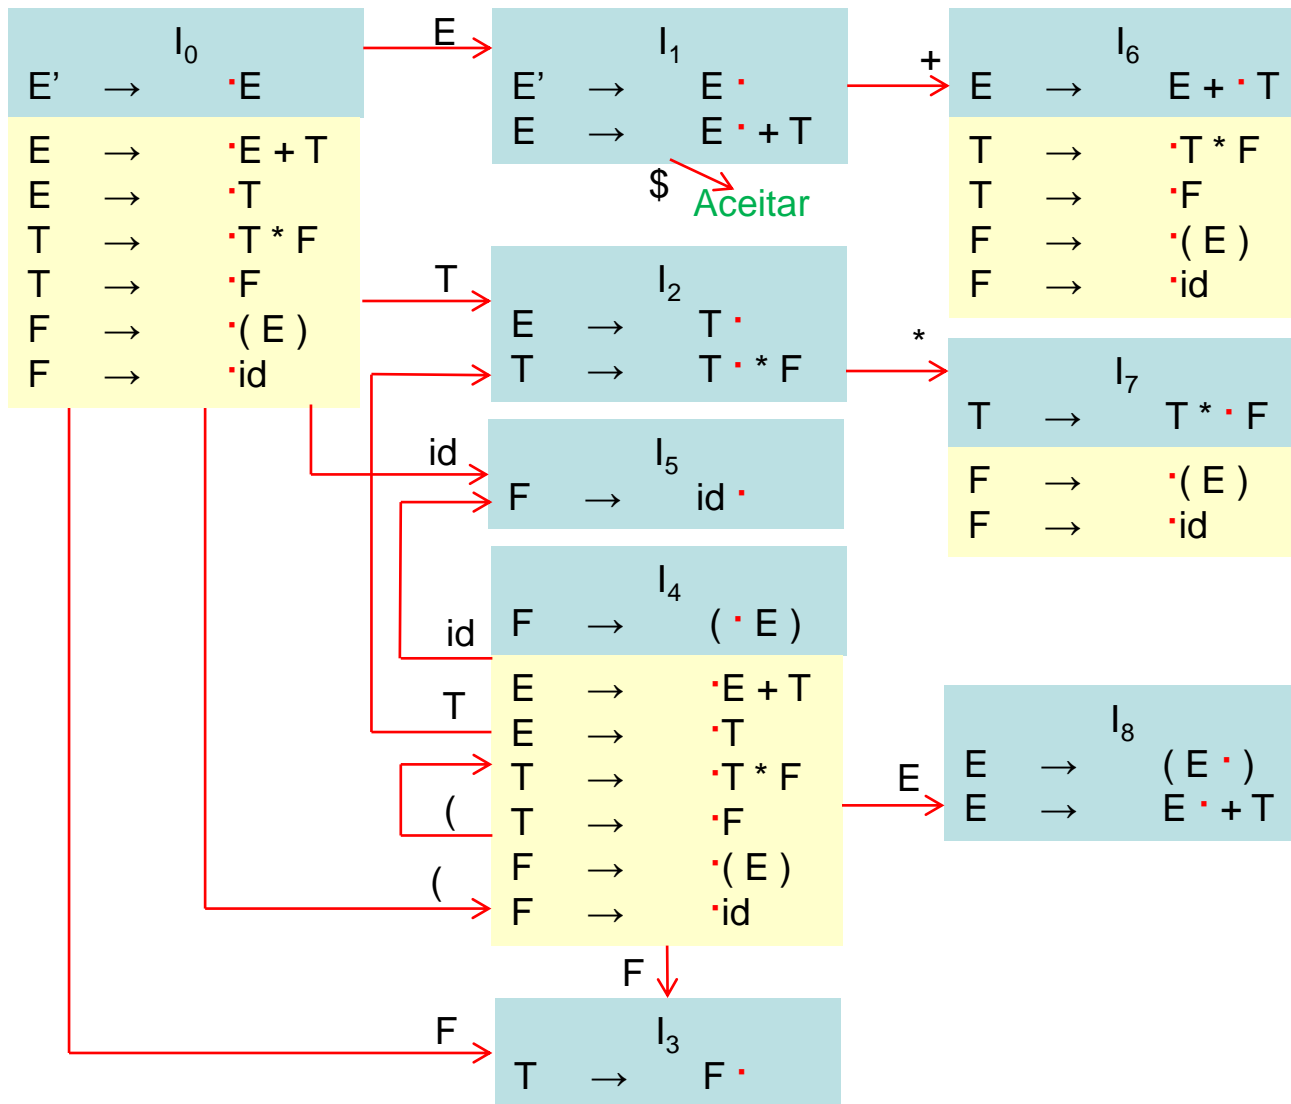 I0
E’ → ·E
E → ·E + T
E → ·T
T → ·T * F
T → ·F
F → ·( E )
F → ·id
E
I1
E’ → E ·
E → E · + T
$
Aceitar
+
I6
E → E + · T
T → ·T * F
T → ·F
F → ·( E )
F → ·id
T
I2
E → T ·
T → T · * F
*
I7
T → T * · F
F → ·( E )
F → ·id
id
I5
F → id ·
id
T
(
(
I4
F → ( · E )
E → ·E + T
E → ·T
T → ·T * F
T → ·F
F → ·( E )
F → ·id
E
I8
E → ( E · )
E → E · + T
F
F
I3
T → F ·